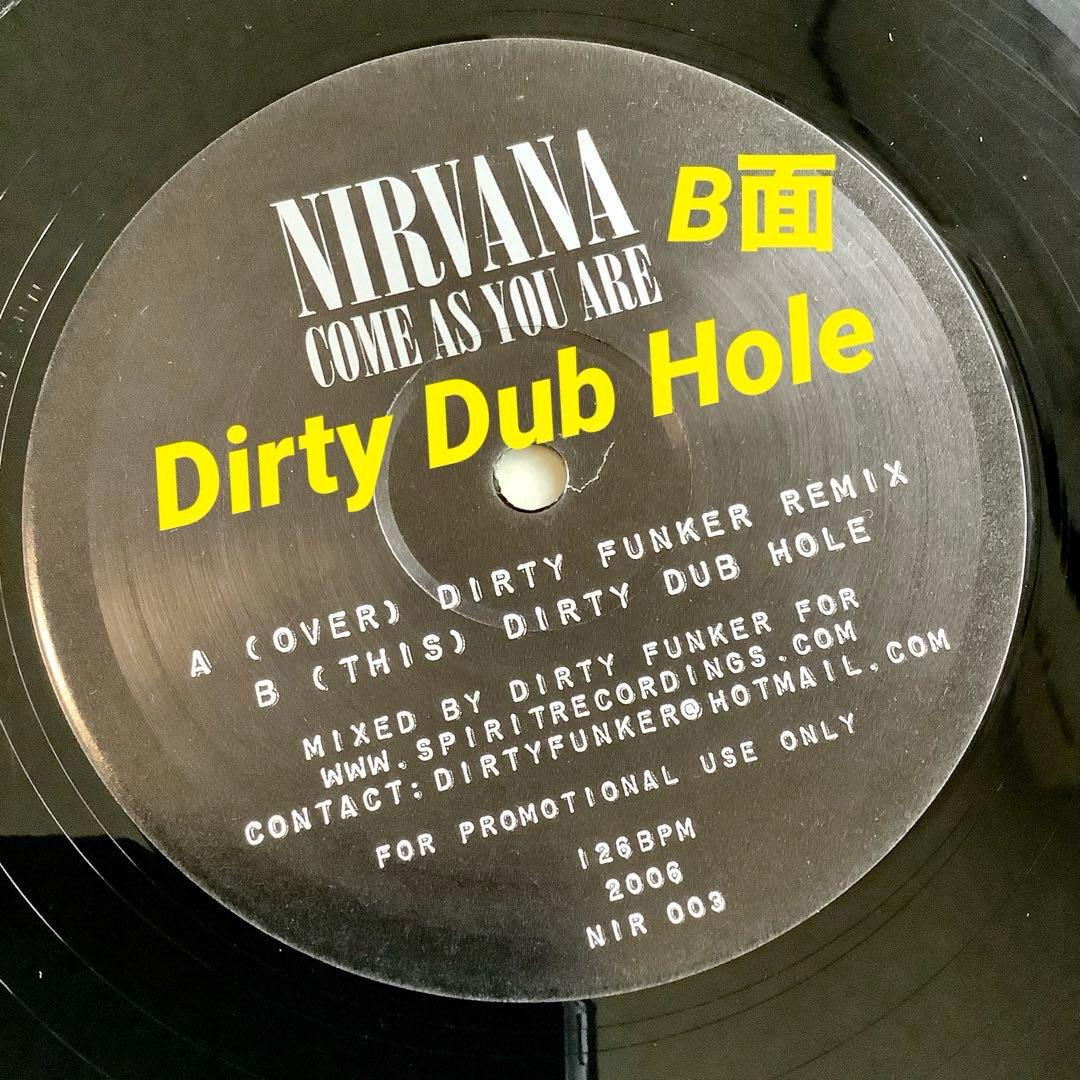 NIRVANA
B面
COME AS YOU ARE
Dirty Dub Hole
A (OVER) DIRTY FUNKER REMIX
B (THIS) DIRTY DUB HOLE
MIXED BY DIRTY FUNKER FOR
WWW.SPIRITRECORDINGS.COM
CONTACT:DIRTYFUNKER@HOTMAIL.COM
FOR PROMOTIONAL USE ONLY
126BPM
2006
NIR 003